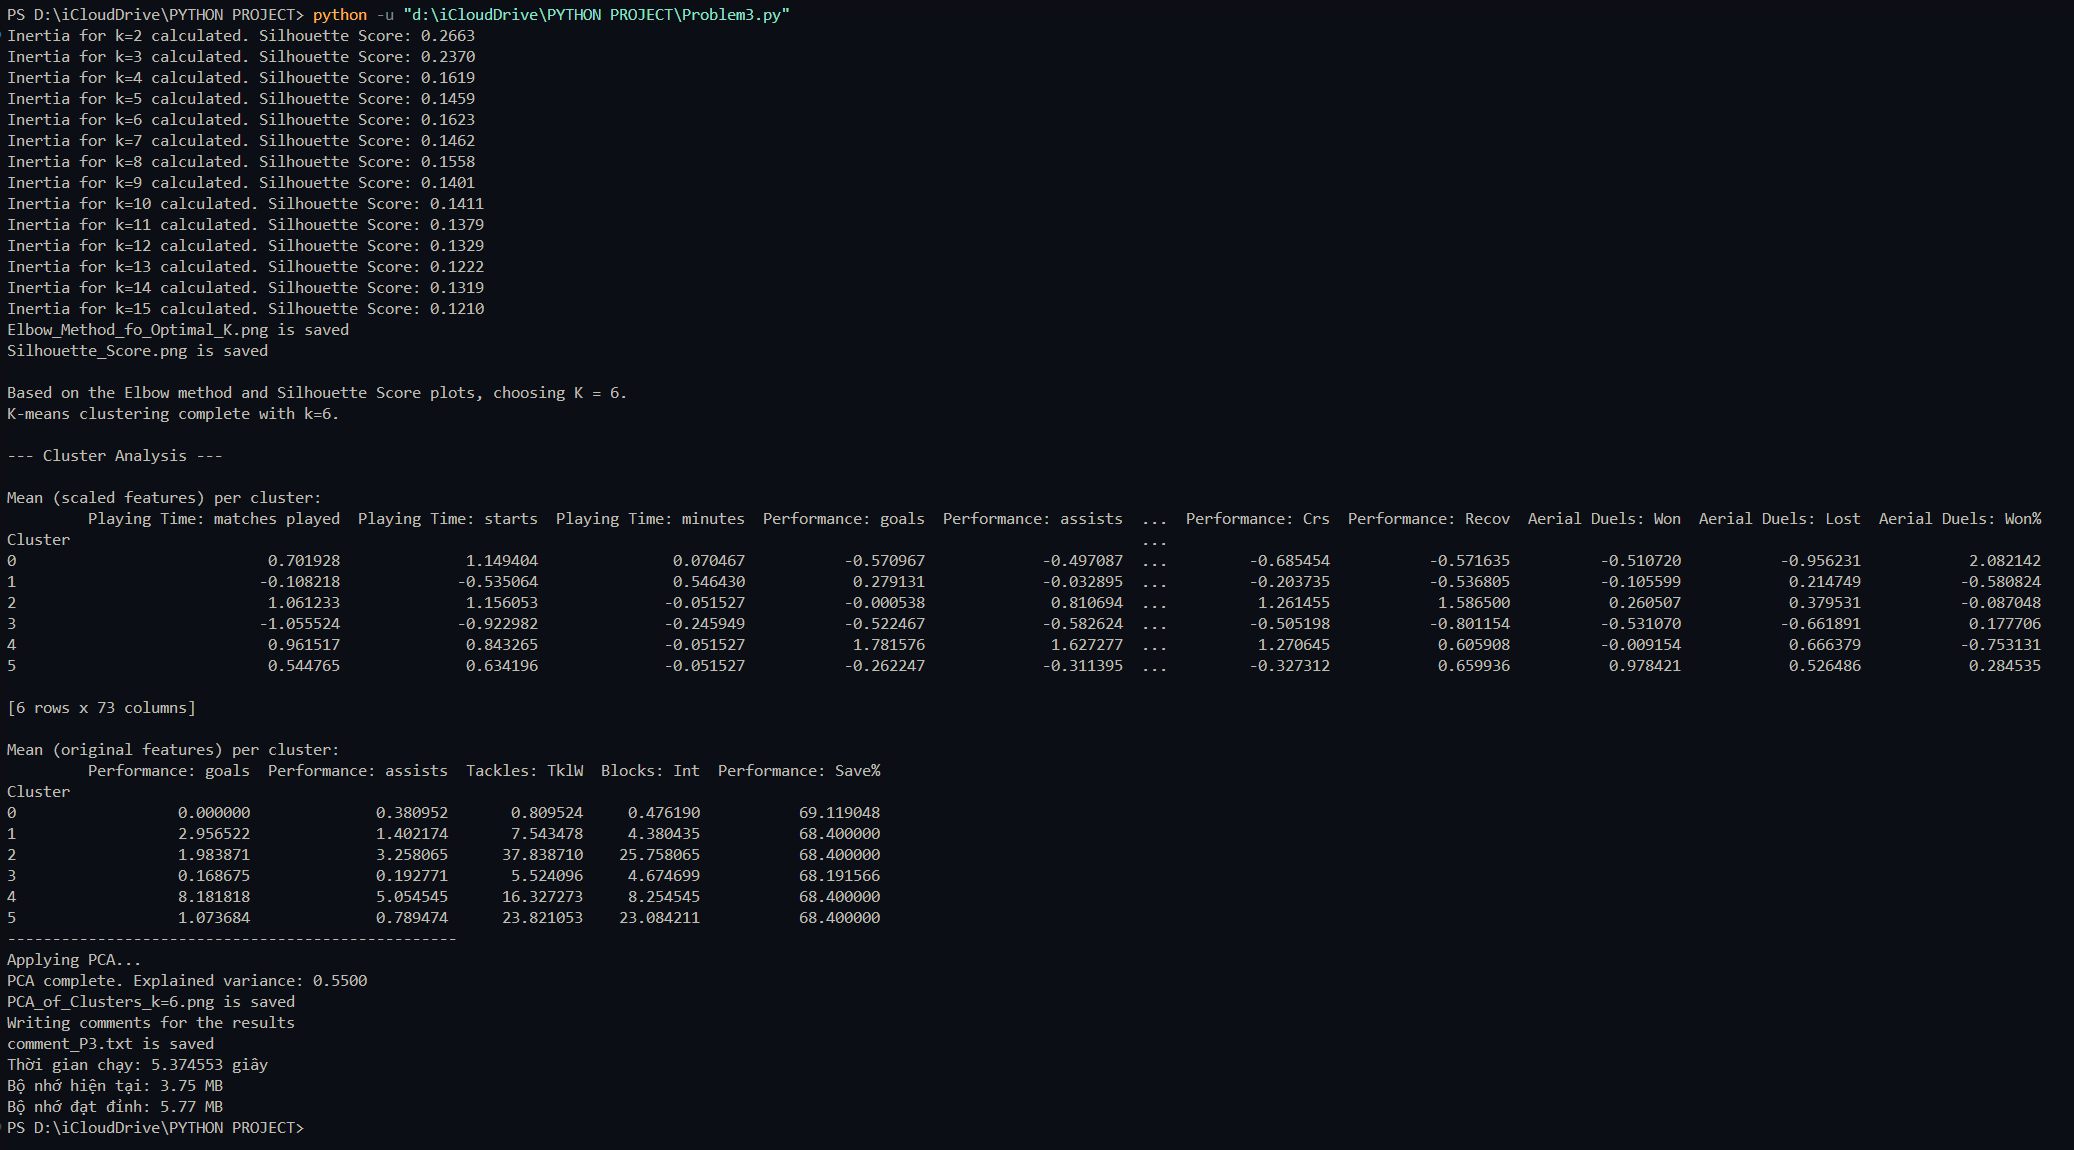 PS D:\iCloudDrive\PYTHON PROJECT> python -u "d:\iCloudDrive\PYTHON PROJECT\Problem3.py"
Inertia for k=2 calculated. Silhouette Score: 0.2663
Inertia for k=3 calculated. Silhouette Score: 0.2370
Inertia for k=4 calculated. Silhouette Score: 0.1619
Inertia for k=5 calculated. Silhouette Score: 0.1459
Inertia for k=6 calculated. Silhouette Score: 0.1623
Inertia for k=7 calculated. Silhouette Score: 0.1462
Inertia for k=8 calculated. Silhouette Score: 0.1558
Inertia for k=9 calculated. Silhouette Score: 0.1401
Inertia for k=10 calculated. Silhouette Score: 0.1411
Inertia for k=11 calculated. Silhouette Score: 0.1379
Inertia for k=12 calculated. Silhouette Score: 0.1329
Inertia for k=13 calculated. Silhouette Score: 0.1222
Inertia for k=14 calculated. Silhouette Score: 0.1319
Inertia for k=15 calculated. Silhouette Score: 0.1210
Elbow_Method_fo_Optimal_K.png is saved
Silhouette_Score.png is saved
Based on the Elbow method and Silhouette Score plots, choosing K = 6.
K-means clustering complete with k=6.
--- Cluster Analysis ---
Mean (scaled features) per cluster:
Playing Time: matches played Playing Time: starts Playing Time: minutes Performance: goals Performance: assists ... Performance: Crs Performance: Recov Aerial Duels: Won Aerial Duels: Lost Aerial Duels: Won%
Cluster ...
0 0.701928 1.149404 0.070467 -0.570967 -0.497087 ... -0.685454 -0.571635 -0.510720 -0.956231 2.082142
1 -0.108218 -0.535064 0.546430 0.279131 -0.032895 ... -0.203735 -0.536805 -0.105599 0.214749 -0.580824
2 1.061233 1.156053 -0.051527 -0.000538 0.810694 ... 1.261455 1.586500 0.260507 0.379531 -0.087048
3 -1.055524 -0.922982 -0.245949 -0.522467 -0.582624 ... -0.505198 -0.801154 -0.531070 -0.661891 0.177706
4 0.961517 0.843265 -0.051527 1.781576 1.627277 ... 1.270645 0.605908 -0.009154 0.666379 -0.753131
5 0.544765 0.634196 -0.051527 -0.262247 -0.311395 ... -0.327312 0.659936 0.978421 0.526486 0.284535
[6 rows x 73 columns]
Mean (original features) per cluster:
Performance: goals Performance: assists Tackles: TklW Blocks: Int Performance: Save%
Cluster
0 0.000000 0.380952 0.809524 0.476190 69.119048
1 2.956522 1.402174 7.543478 4.380435 68.400000
2 1.983871 3.258065 37.838710 25.758065 68.400000
3 0.168675 0.192771 5.524096 4.674699 68.191566
4 8.181818 5.054545 16.327273 8.254545 68.400000
5 1.073684 0.789474 23.821053 23.084211 68.400000
--------------------------------------------------
Applying PCA...
PCA complete. Explained variance: 0.5500
PCA_of_Clusters_k=6.png is saved
Writing comments for the results
comment_P3.txt is saved
Thời gian chạy: 5.374553 giây
Bộ nhớ hiện tại: 3.75 MB
Bộ nhớ đạt đỉnh: 5.77 MB
PS D:\iCloudDrive\PYTHON PROJECT>